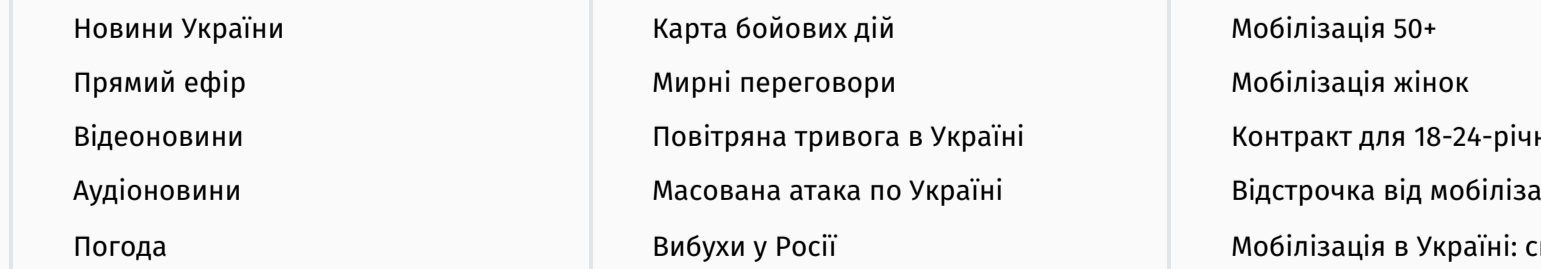 Новини України
Прямий ефір
Відеоновини
Аудіоновини
Погода
Карта бойових дій
Мирні переговори
Повітряна тривога в Україні
Масована атака по Україні
Вибухи у Росії
Мобілізація 50+
Мобілізація жінок
Контракт для
Відстрочка від
Мобілізація в Україні: